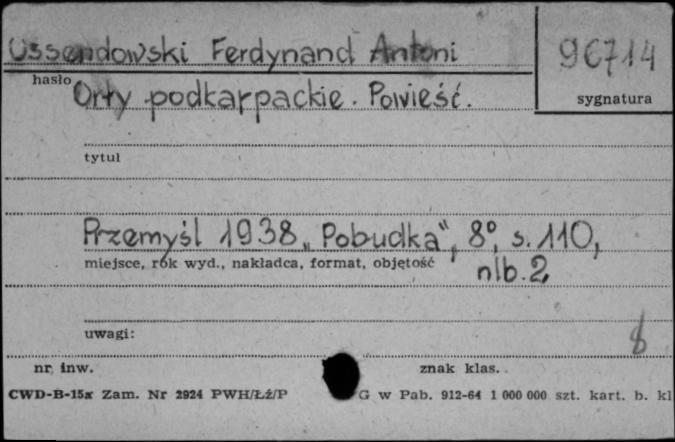 Ossendowski Ferdynand Antoni
96714
hasło
sygnatura
Orły podkarpackie. Powieść.
tytuł
Przemyśl 1938 „Pobudka", 8°, s. 110,
miejsce, rok wyd., nakładca, format, objętość
nlb. 2
uwagi:
8
nr. inw.
znak klas.
CWD-B-15x Zam. Nr 2924 PWH/Łź/P G w Pab. 912-64 1 000 000 szt. kart. b. kl